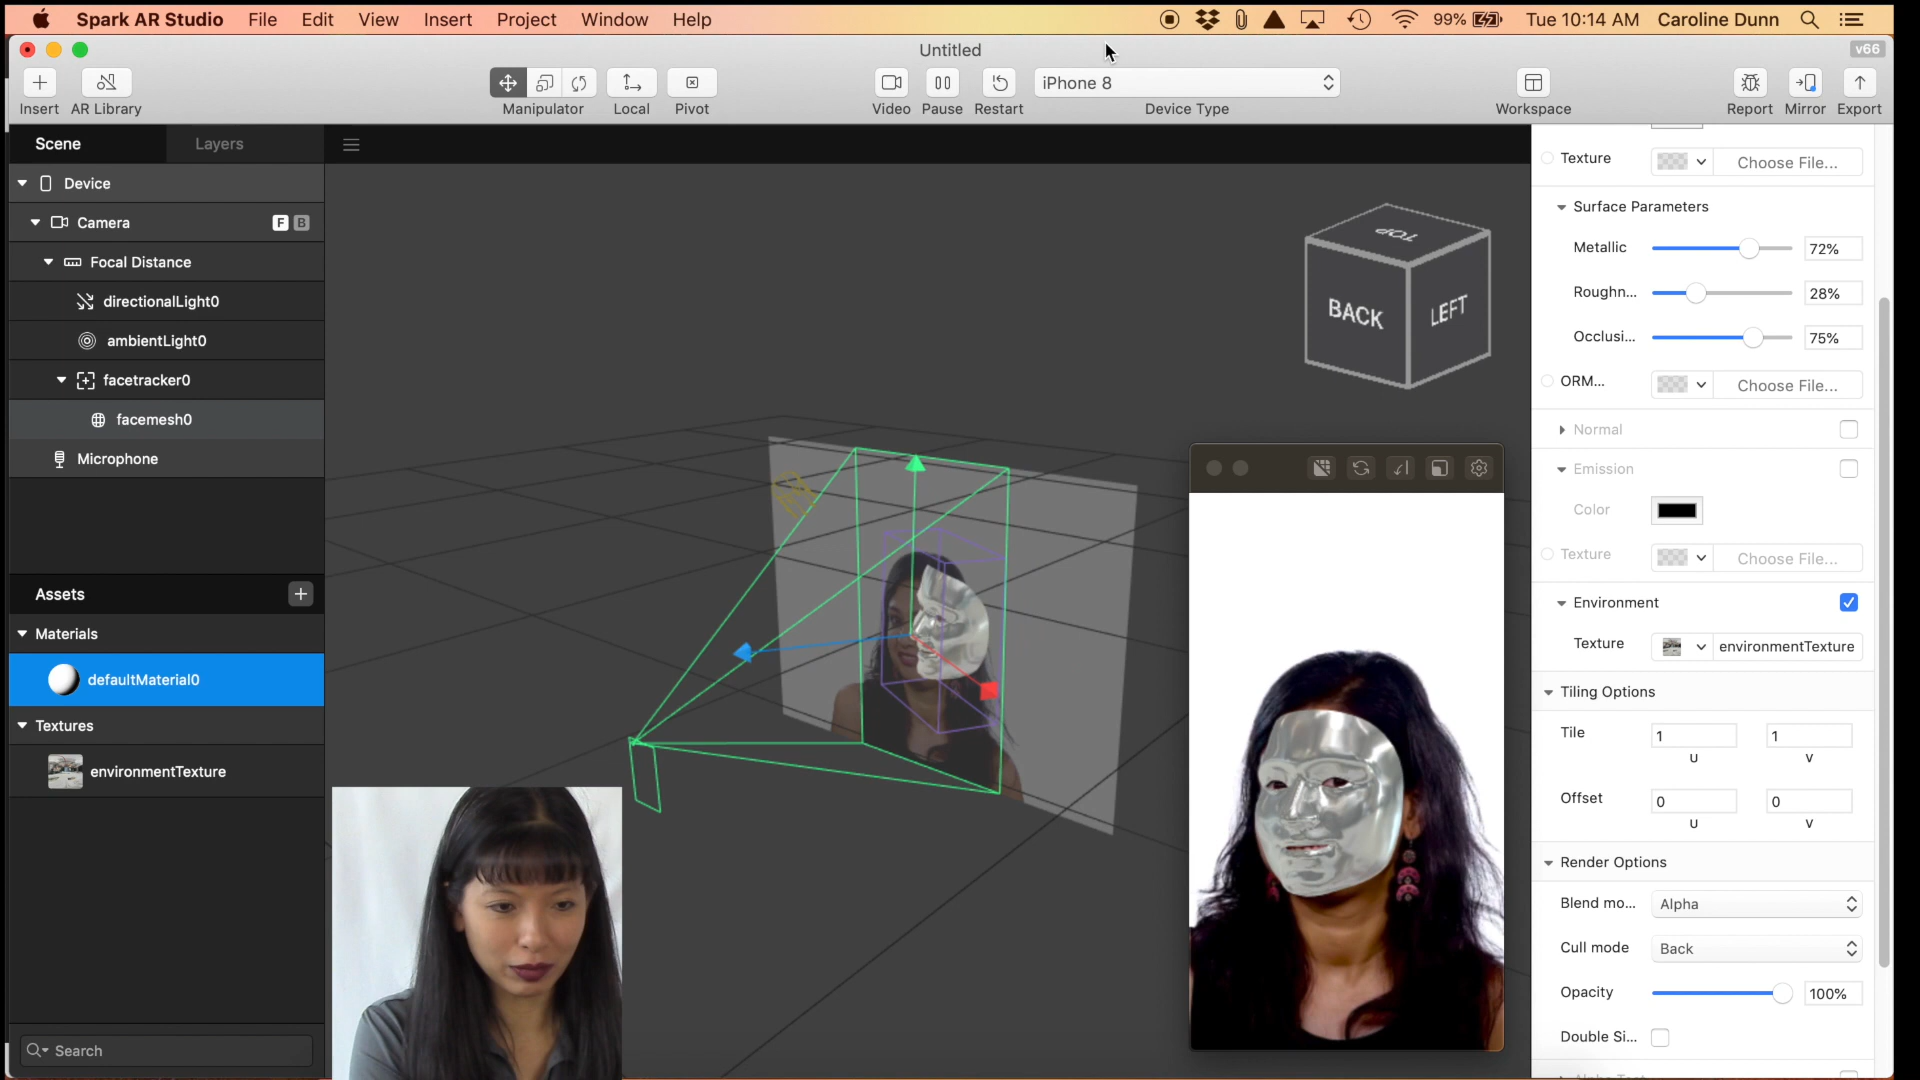 Spark AR Studio File Edit View Insert Project Window Help 99% Tue 10:14 AM Caroline Dunn
Untitled
v66
iPhone 8
Insert AR Library Manipulator Local Pivot Video Pause Restart Device Type Workspace Report Mirror Export
Scene Layers
Device
Camera F B
Focal Distance
directionalLight0
ambientLight0
facetracker0
facemesh0
Microphone
Assets
Materials
defaultMaterial0
Textures
environmentTexture
Search
TOP
BACK LEFT
Texture Choose File...
Surface Parameters
Metallic 72%
Roughn... 28%
Occlusi... 75%
ORM... Choose File...
Normal
Emission
Color
Texture Choose File...
Environment
Texture environmentTexture
Tiling Options
Tile 1 1
U V
Offset 0 0
U V
Render Options
Blend mo... Alpha
Cull mode Back
Opacity 100%
Double Si...